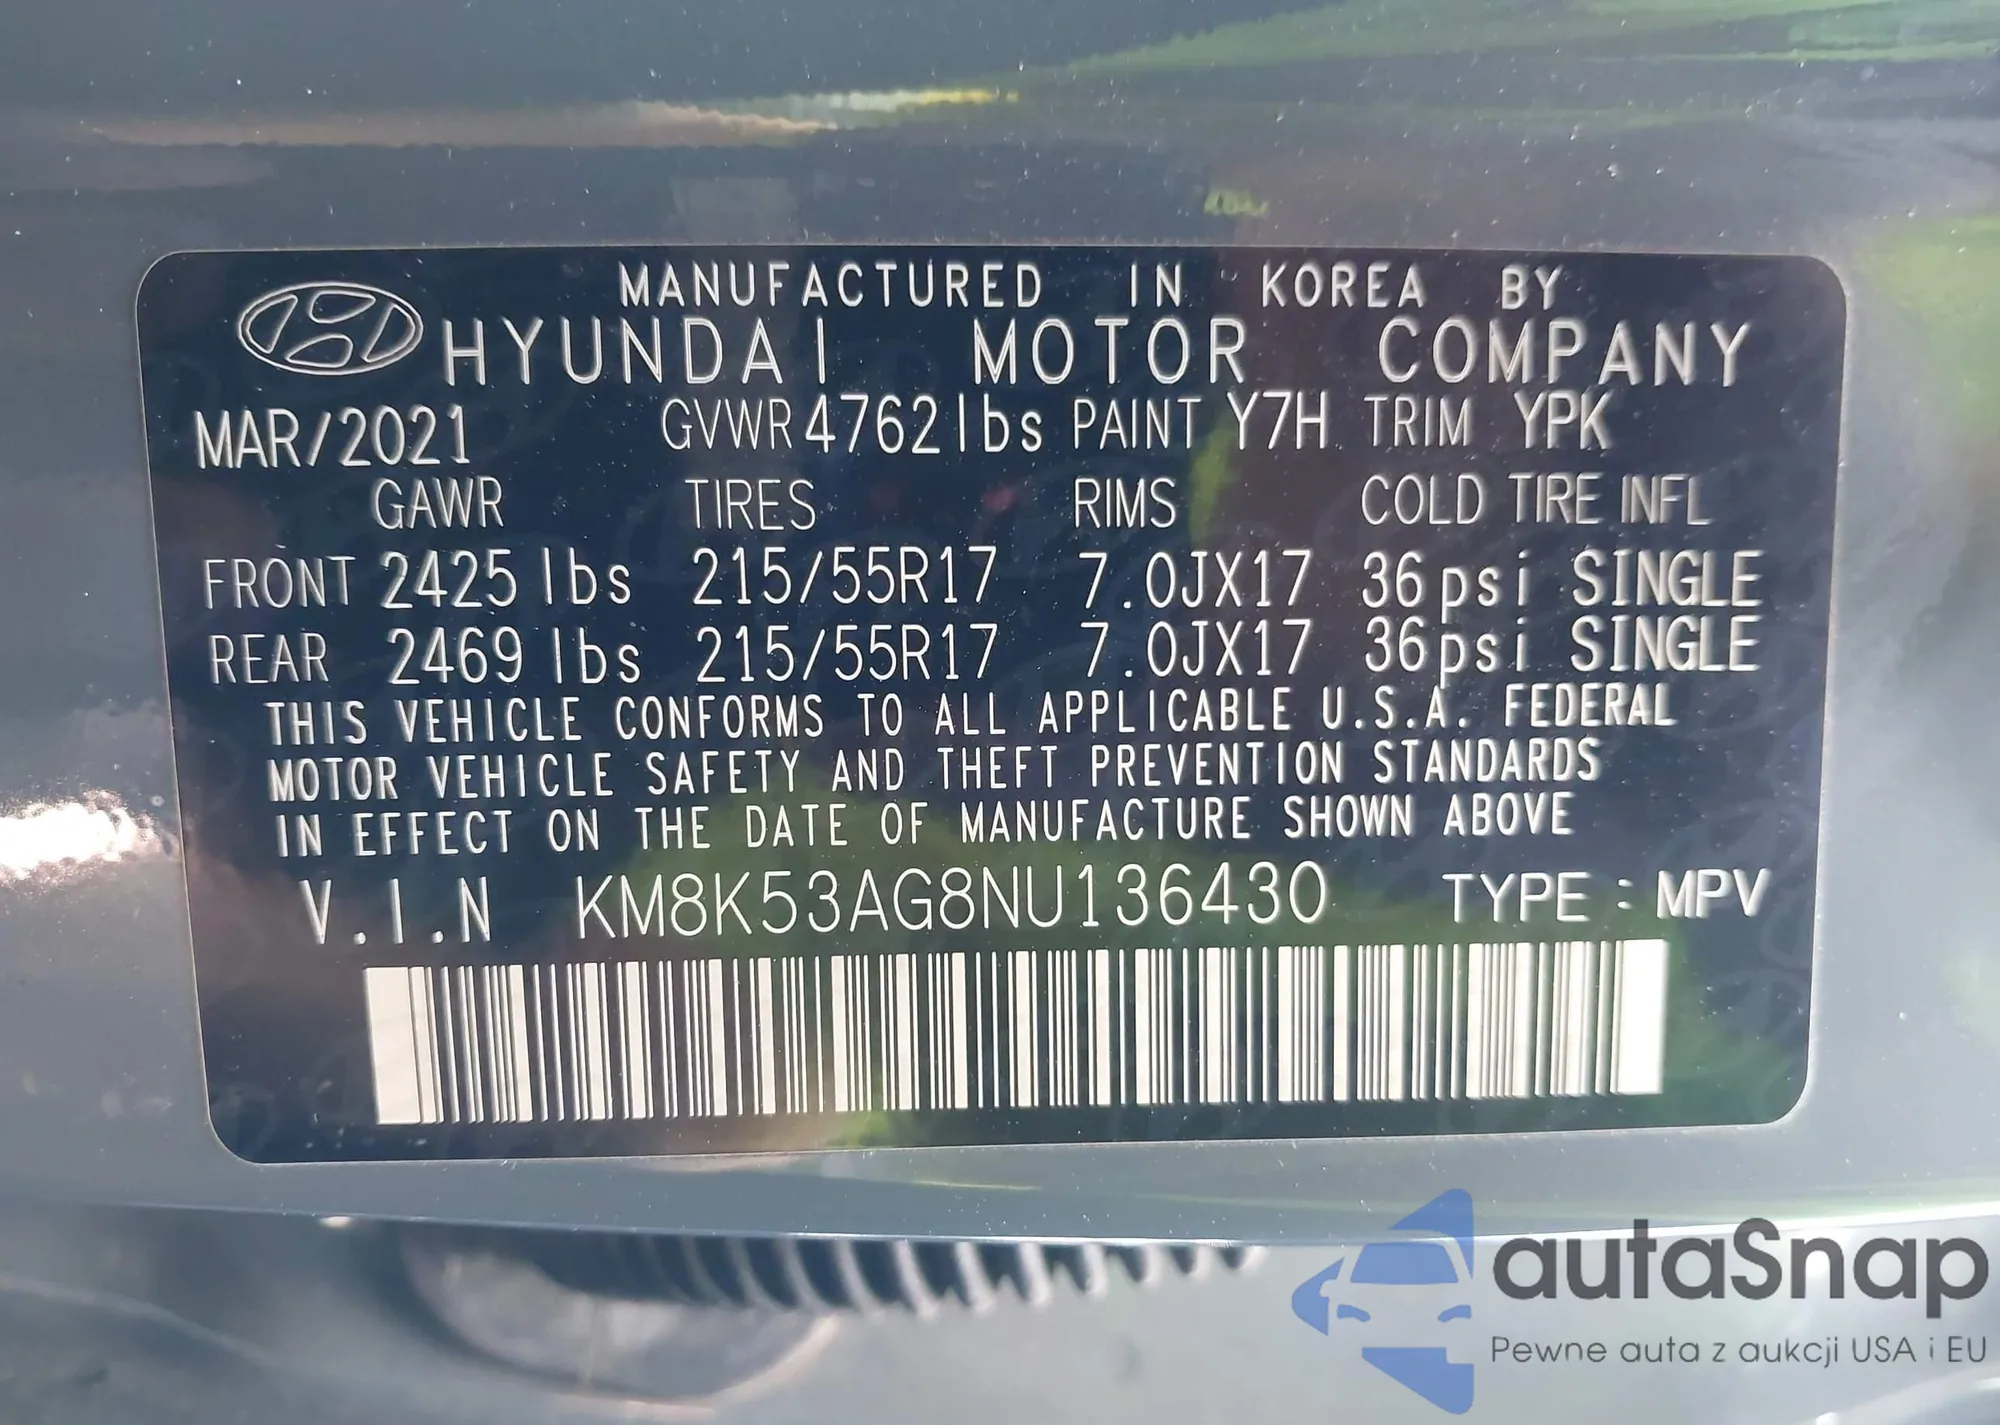 MANUFACTURED IN KOREA BY
HYUNDAI MOTOR COMPANY
MAR/2021 GVWR 4762 lbs PAINT Y7H TRIM YPK
GAWR TIRES RIMS COLD TIRE INFL
FRONT 2425 lbs 215/55R17 7.0JX17 36psi SINGLE
REAR 2469 lbs 215/55R17 7.0JX17 36psi SINGLE
THIS VEHICLE CONFORMS TO ALL APPLICABLE U.S.A. FEDERAL
MOTOR VEHICLE SAFETY AND THEFT PREVENTION STANDARDS
IN EFFECT ON THE DATE OF MANUFACTURE SHOWN ABOVE
V.I.N KM8K53AG8NU136430 TYPE : MPV
autaSnap
Pewne auta z aukcji USA i EU